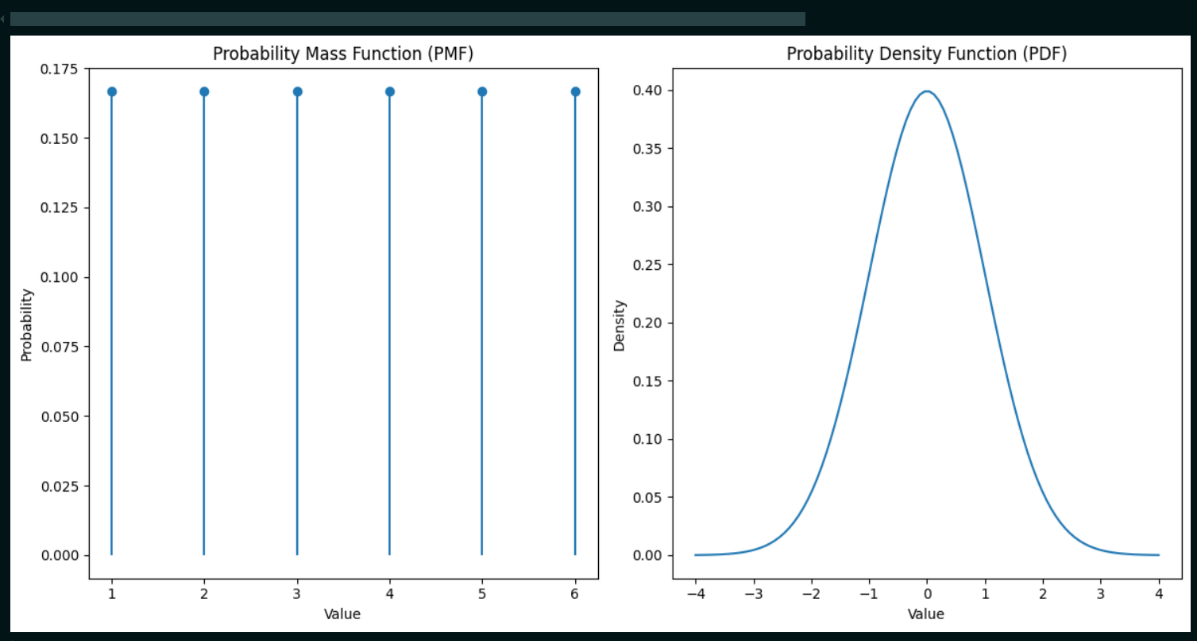 Probability Mass Function (PMF)
0.175
0.150
0.125
0.100
0.075
0.050
0.025
0.000
Probability
1 2 3 4 5 6
Value
Probability Density Function (PDF)
0.40
0.35
0.30
0.25
0.20
0.15
0.10
0.05
0.00
Density
−4 −3 −2 −1 0 1 2 3 4
Value